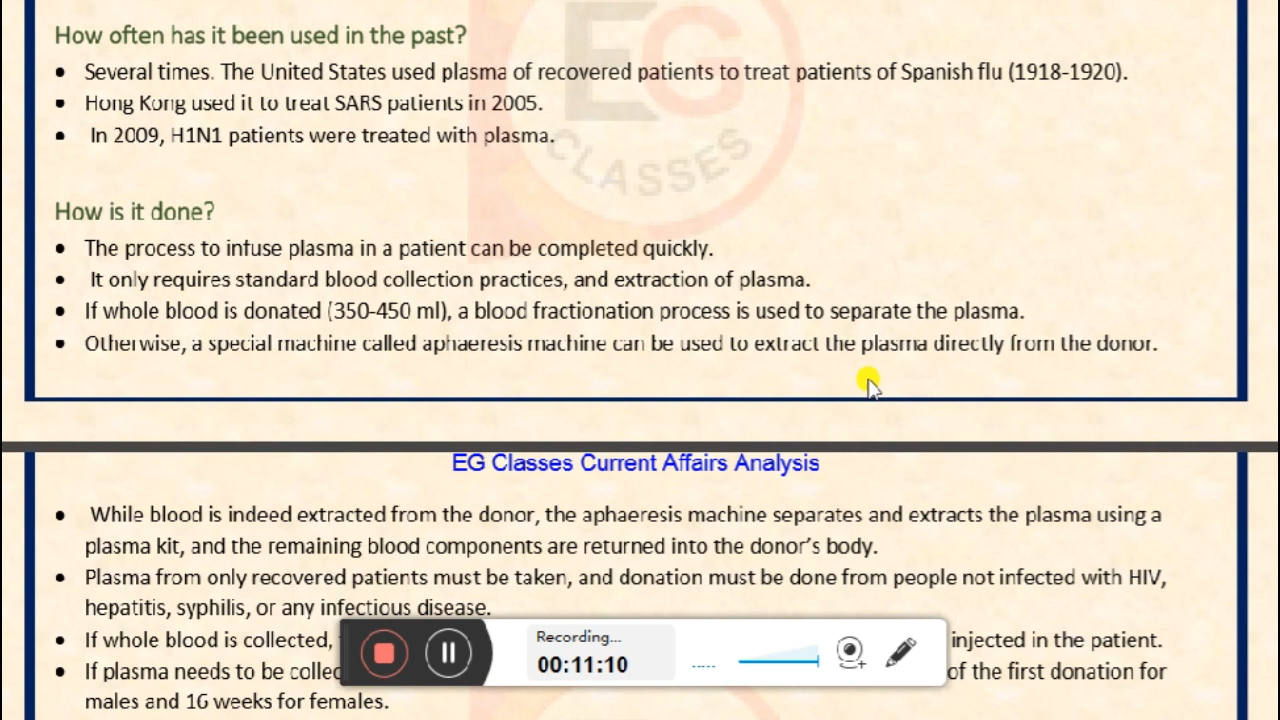 EG
CLASSES
How often has it been used in the past?
• Several times. The United States used plasma of recovered patients to treat patients of Spanish flu (1918-1920).
• Hong Kong used it to treat SARS patients in 2005.
• In 2009, H1N1 patients were treated with plasma.
How is it done?
• The process to infuse plasma in a patient can be completed quickly.
• It only requires standard blood collection practices, and extraction of plasma.
• If whole blood is donated (350-450 ml), a blood fractionation process is used to separate the plasma.
• Otherwise, a special machine called aphaeresis machine can be used to extract the plasma directly from the donor.
EG Classes Current Affairs Analysis
• While blood is indeed extracted from the donor, the aphaeresis machine separates and extracts the plasma using a
plasma kit, and the remaining blood components are returned into the donor's body.
• Plasma from only recovered patients must be taken, and donation must be done from people not infected with HIV,
hepatitis, syphilis, or any infectious disease.
• If whole blood is collected, injected in the patient.
• If plasma needs to be of the first donation for
males and 16 weeks for females.
Recording...
00:11:10